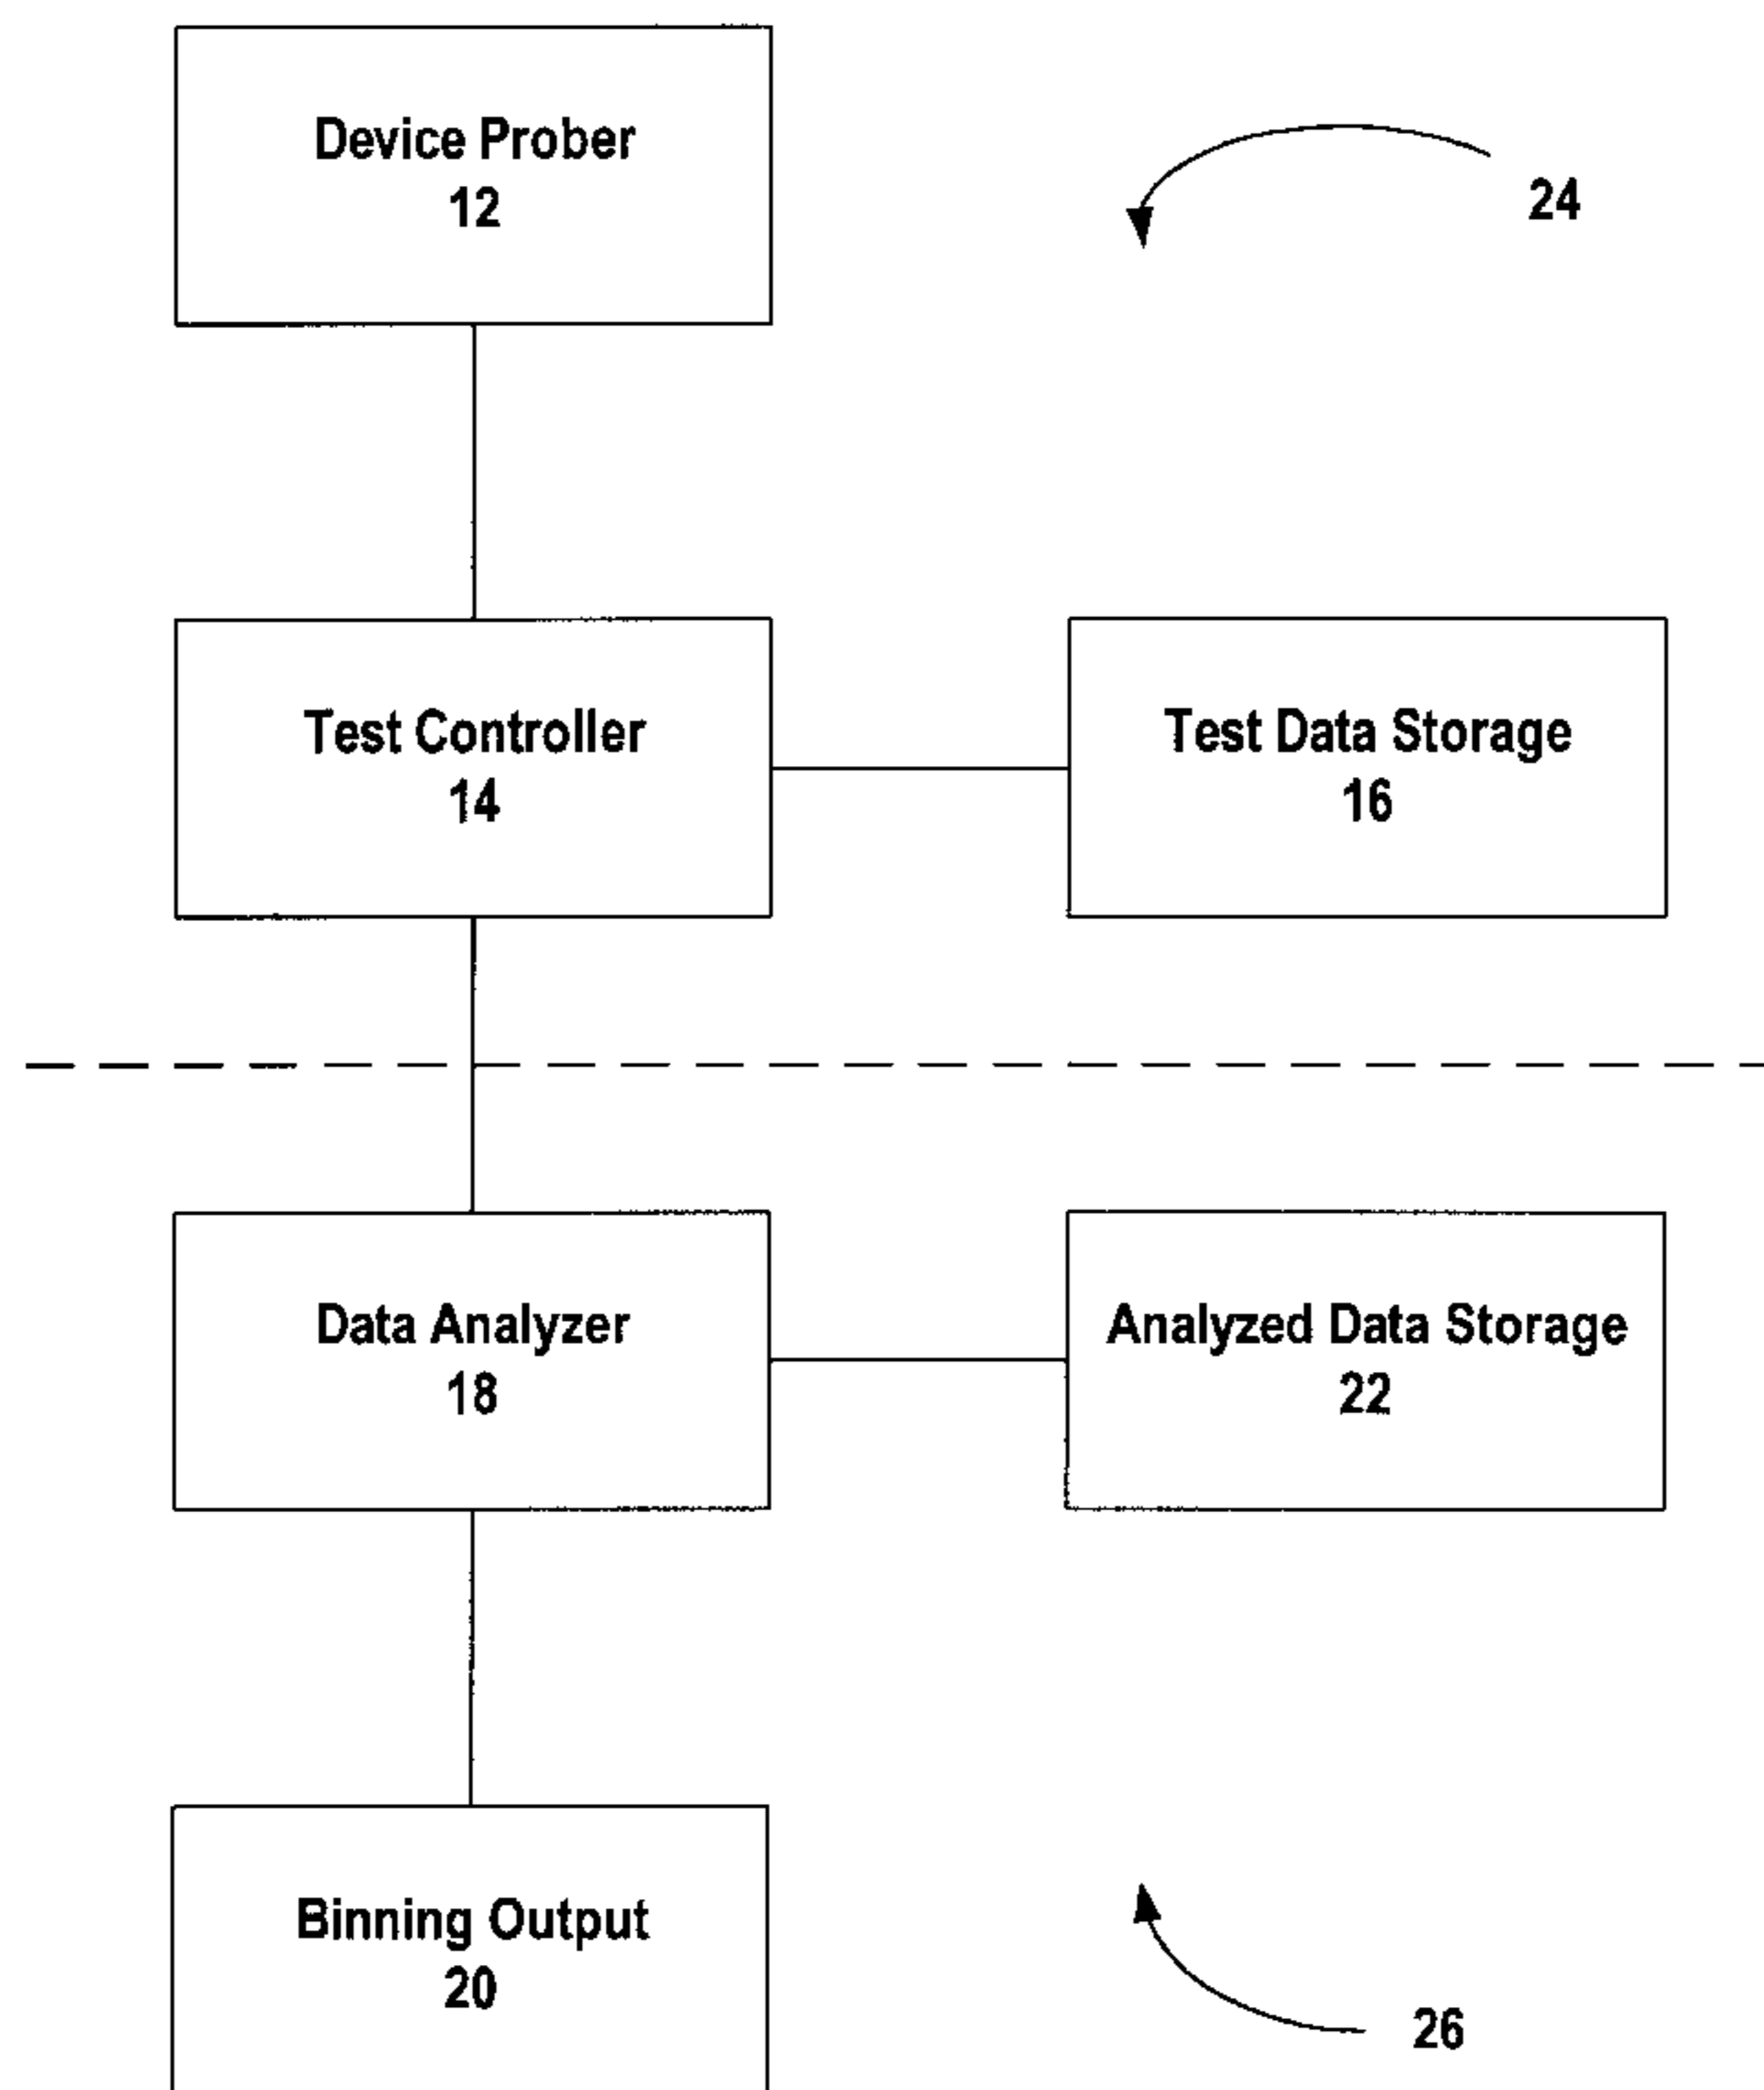 Device Prober
12
24
Test Controller
14
Test Data Storage
16
Data Analyzer
18
Analyzed Data Storage
22
Binning Output
20
26